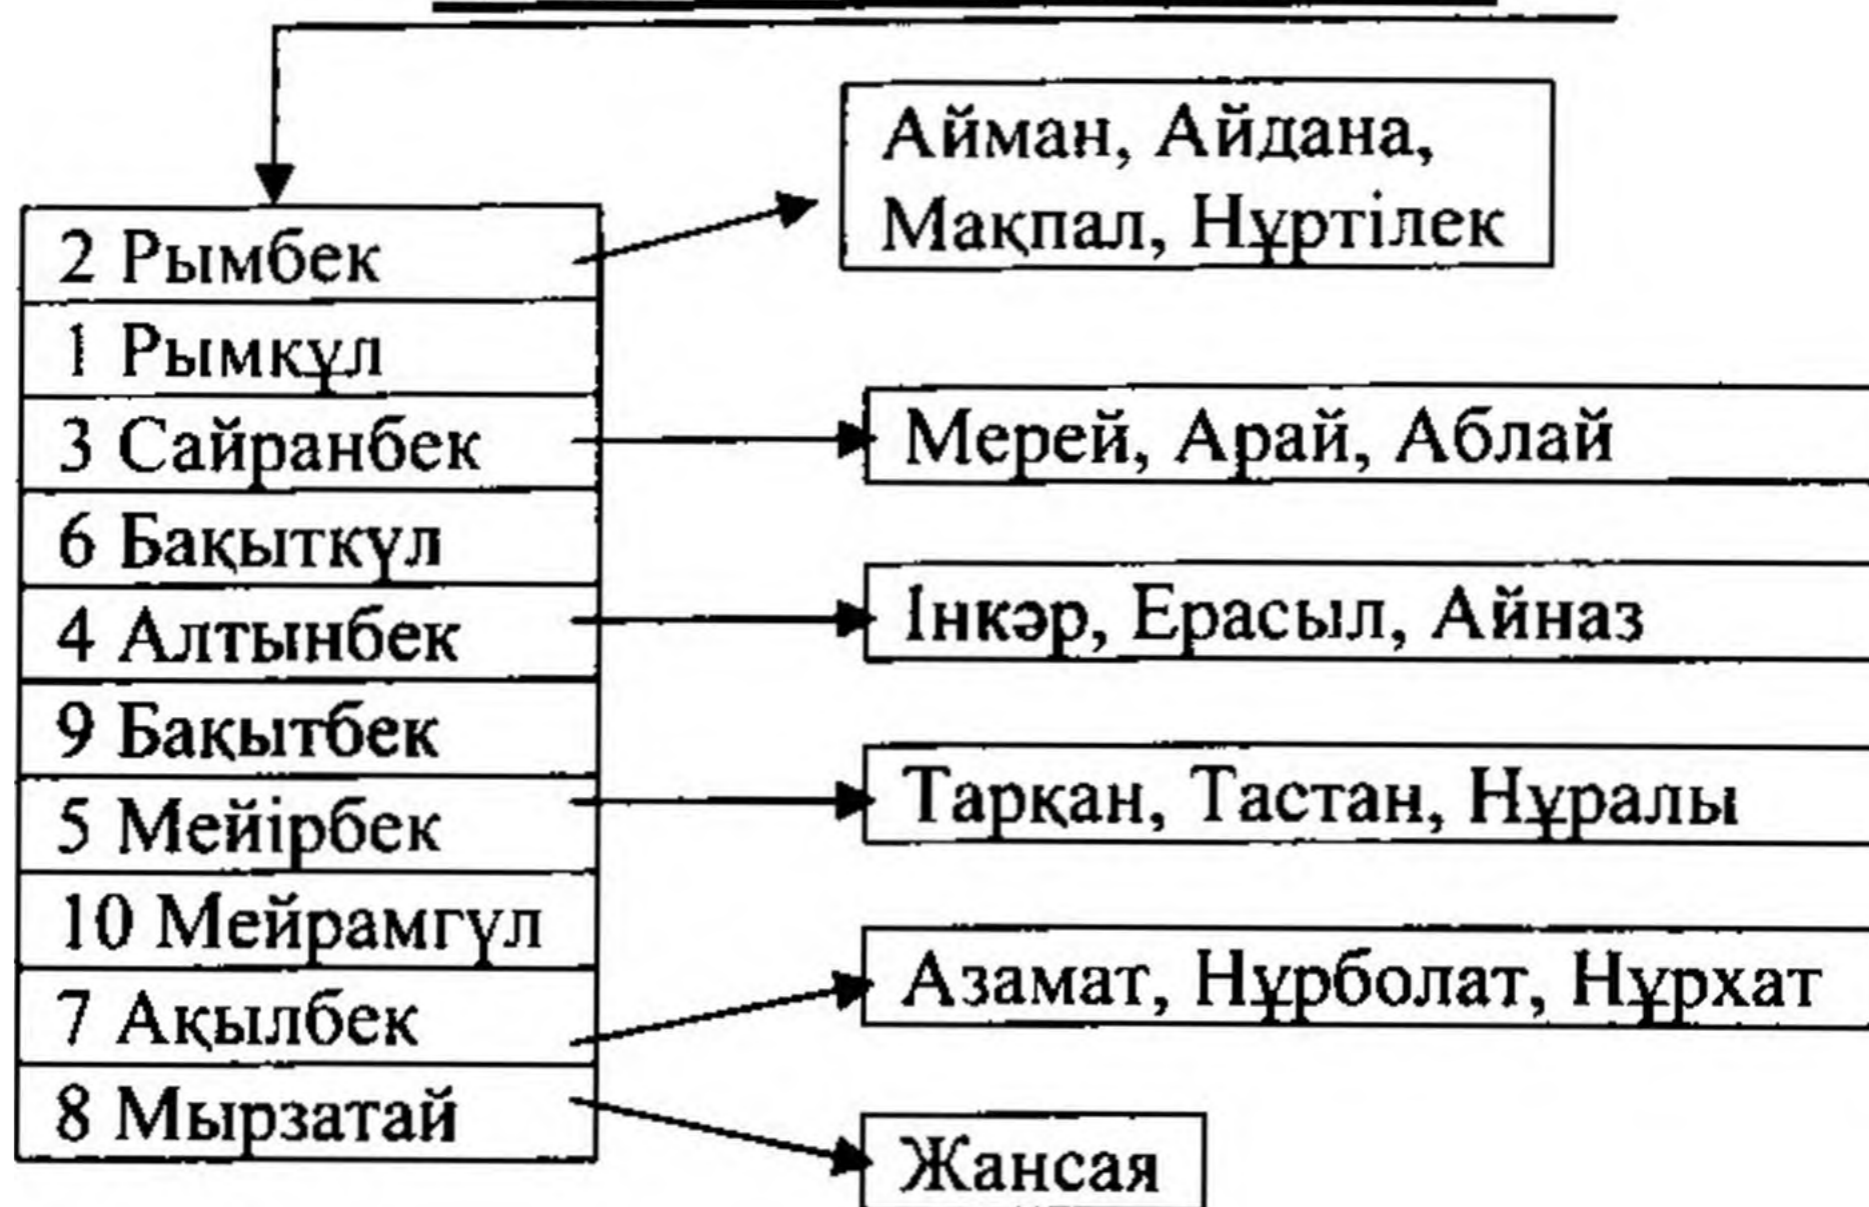 Айман, Айдана,
Мақпал, Нұртілек
2 Рымбек
1 Рымкүл
3 Сайранбек
Мерей, Арай, Аблай
6 Бақыткүл
4 Алтынбек
Інкәр, Ерасыл, Айназ
9 Бақытбек
5 Мейірбек
Тарқан, Тастан, Нұралы
10 Мейрамгүл
7 Ақылбек
Азамат, Нұрболат, Нұрхат
8 Мырзатай
Жансая